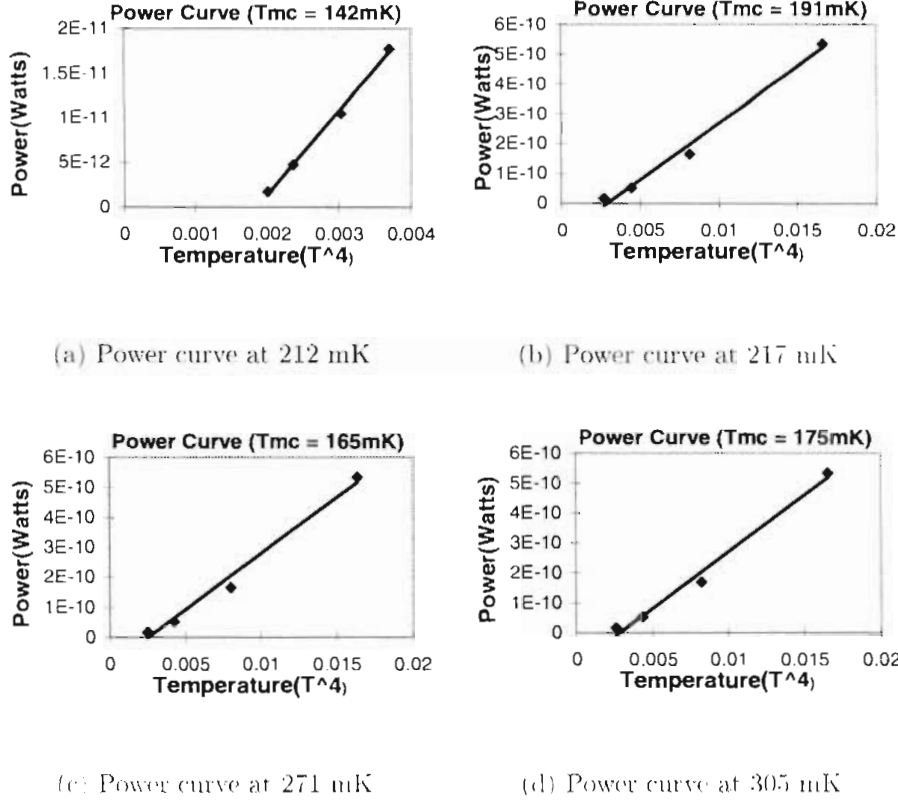 Power Curve (Tmc = 142mK)
Power(Watts)
2E-11
1.5E-11
1E-11
5E-12
0
0 0.001 0.002 0.003 0.004
Temperature(T^4)
(a) Power curve at 212 mK
Power Curve (Tmc = 191mK)
Power(Watts)
6E-10
5E-10
4E-10
3E-10
2E-10
1E-10
0
0 0.005 0.01 0.015 0.02
Temperature(T^4)
(b) Power curve at 217 mK
Power Curve (Tmc = 165mK)
Power(Watts)
6E-10
5E-10
4E-10
3E-10
2E-10
1E-10
0
0 0.005 0.01 0.015 0.02
Temperature(T^4)
(c) Power curve at 271 mK
Power Curve (Tmc = 175mK)
Power(Watts)
6E-10
5E-10
4E-10
3E-10
2E-10
1E-10
0
0 0.005 0.01 0.015 0.02
Temperature(T^4)
(d) Power curve at 305 mK